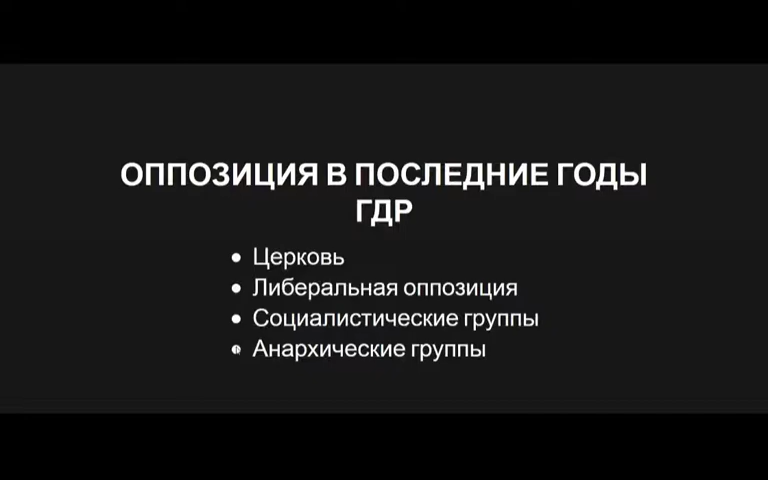 ОППОЗИЦИЯ В ПОСЛЕДНИЕ ГОДЫ
ГДР
• Церковь
• Либеральная оппозиция
• Социалистические группы
• Анархические группы